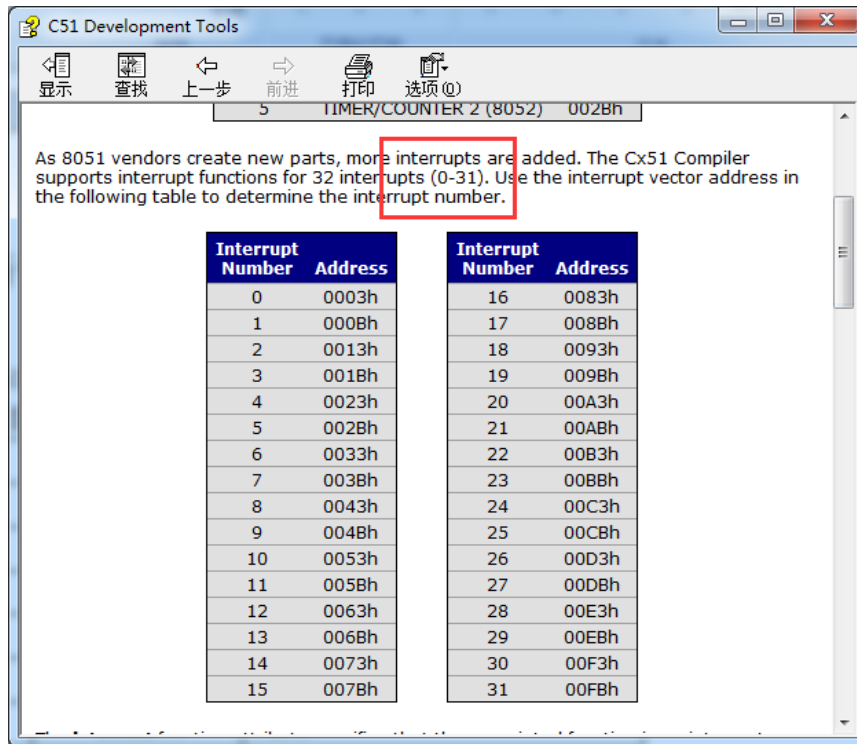 C51 Development Tools
显示 查找 上一步 前进 打印 选项(O)
5 TIMER/COUNTER 2 (8052) 002Bh
As 8051 vendors create new parts, more interrupts are added. The Cx51 Compiler
supports interrupt functions for 32 interrupts (0-31). Use the interrupt vector address in
the following table to determine the interrupt number.
Interrupt Number Address Interrupt Number Address
0 0003h 16 0083h
1 000Bh 17 008Bh
2 0013h 18 0093h
3 001Bh 19 009Bh
4 0023h 20 00A3h
5 002Bh 21 00ABh
6 0033h 22 00B3h
7 003Bh 23 00BBh
8 0043h 24 00C3h
9 004Bh 25 00CBh
10 0053h 26 00D3h
11 005Bh 27 00DBh
12 0063h 28 00E3h
13 006Bh 29 00EBh
14 0073h 30 00F3h
15 007Bh 31 00FBh